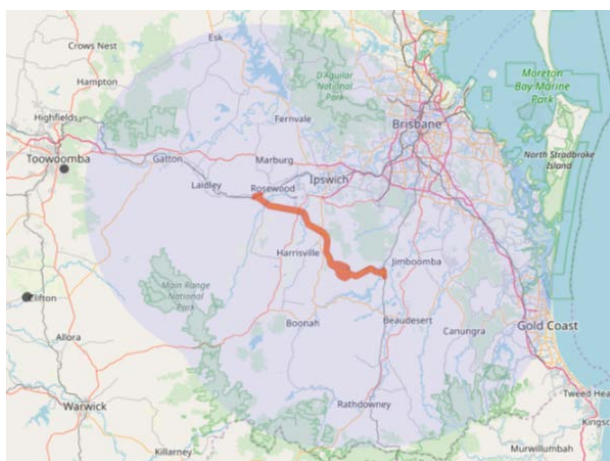 Esk
Crows Nest
Hampton
D'Aguilar
National
Park
Moreton
Bay Marine
Park
Highfields
Fernvale
Brisbane
Toowoomba
Gatton
Marburg
North Stradbroke
Island
Laidley
Rosewood
Ipswich
Harrisville
Jimboomba
Main Range
National
Park
Clifton
Boonah
Beaudesert
Canungra
Gold Coast
Allora
Warwick
Rathdowney
Tweed Hea
Kingsc
Killarney
Murwillumbah